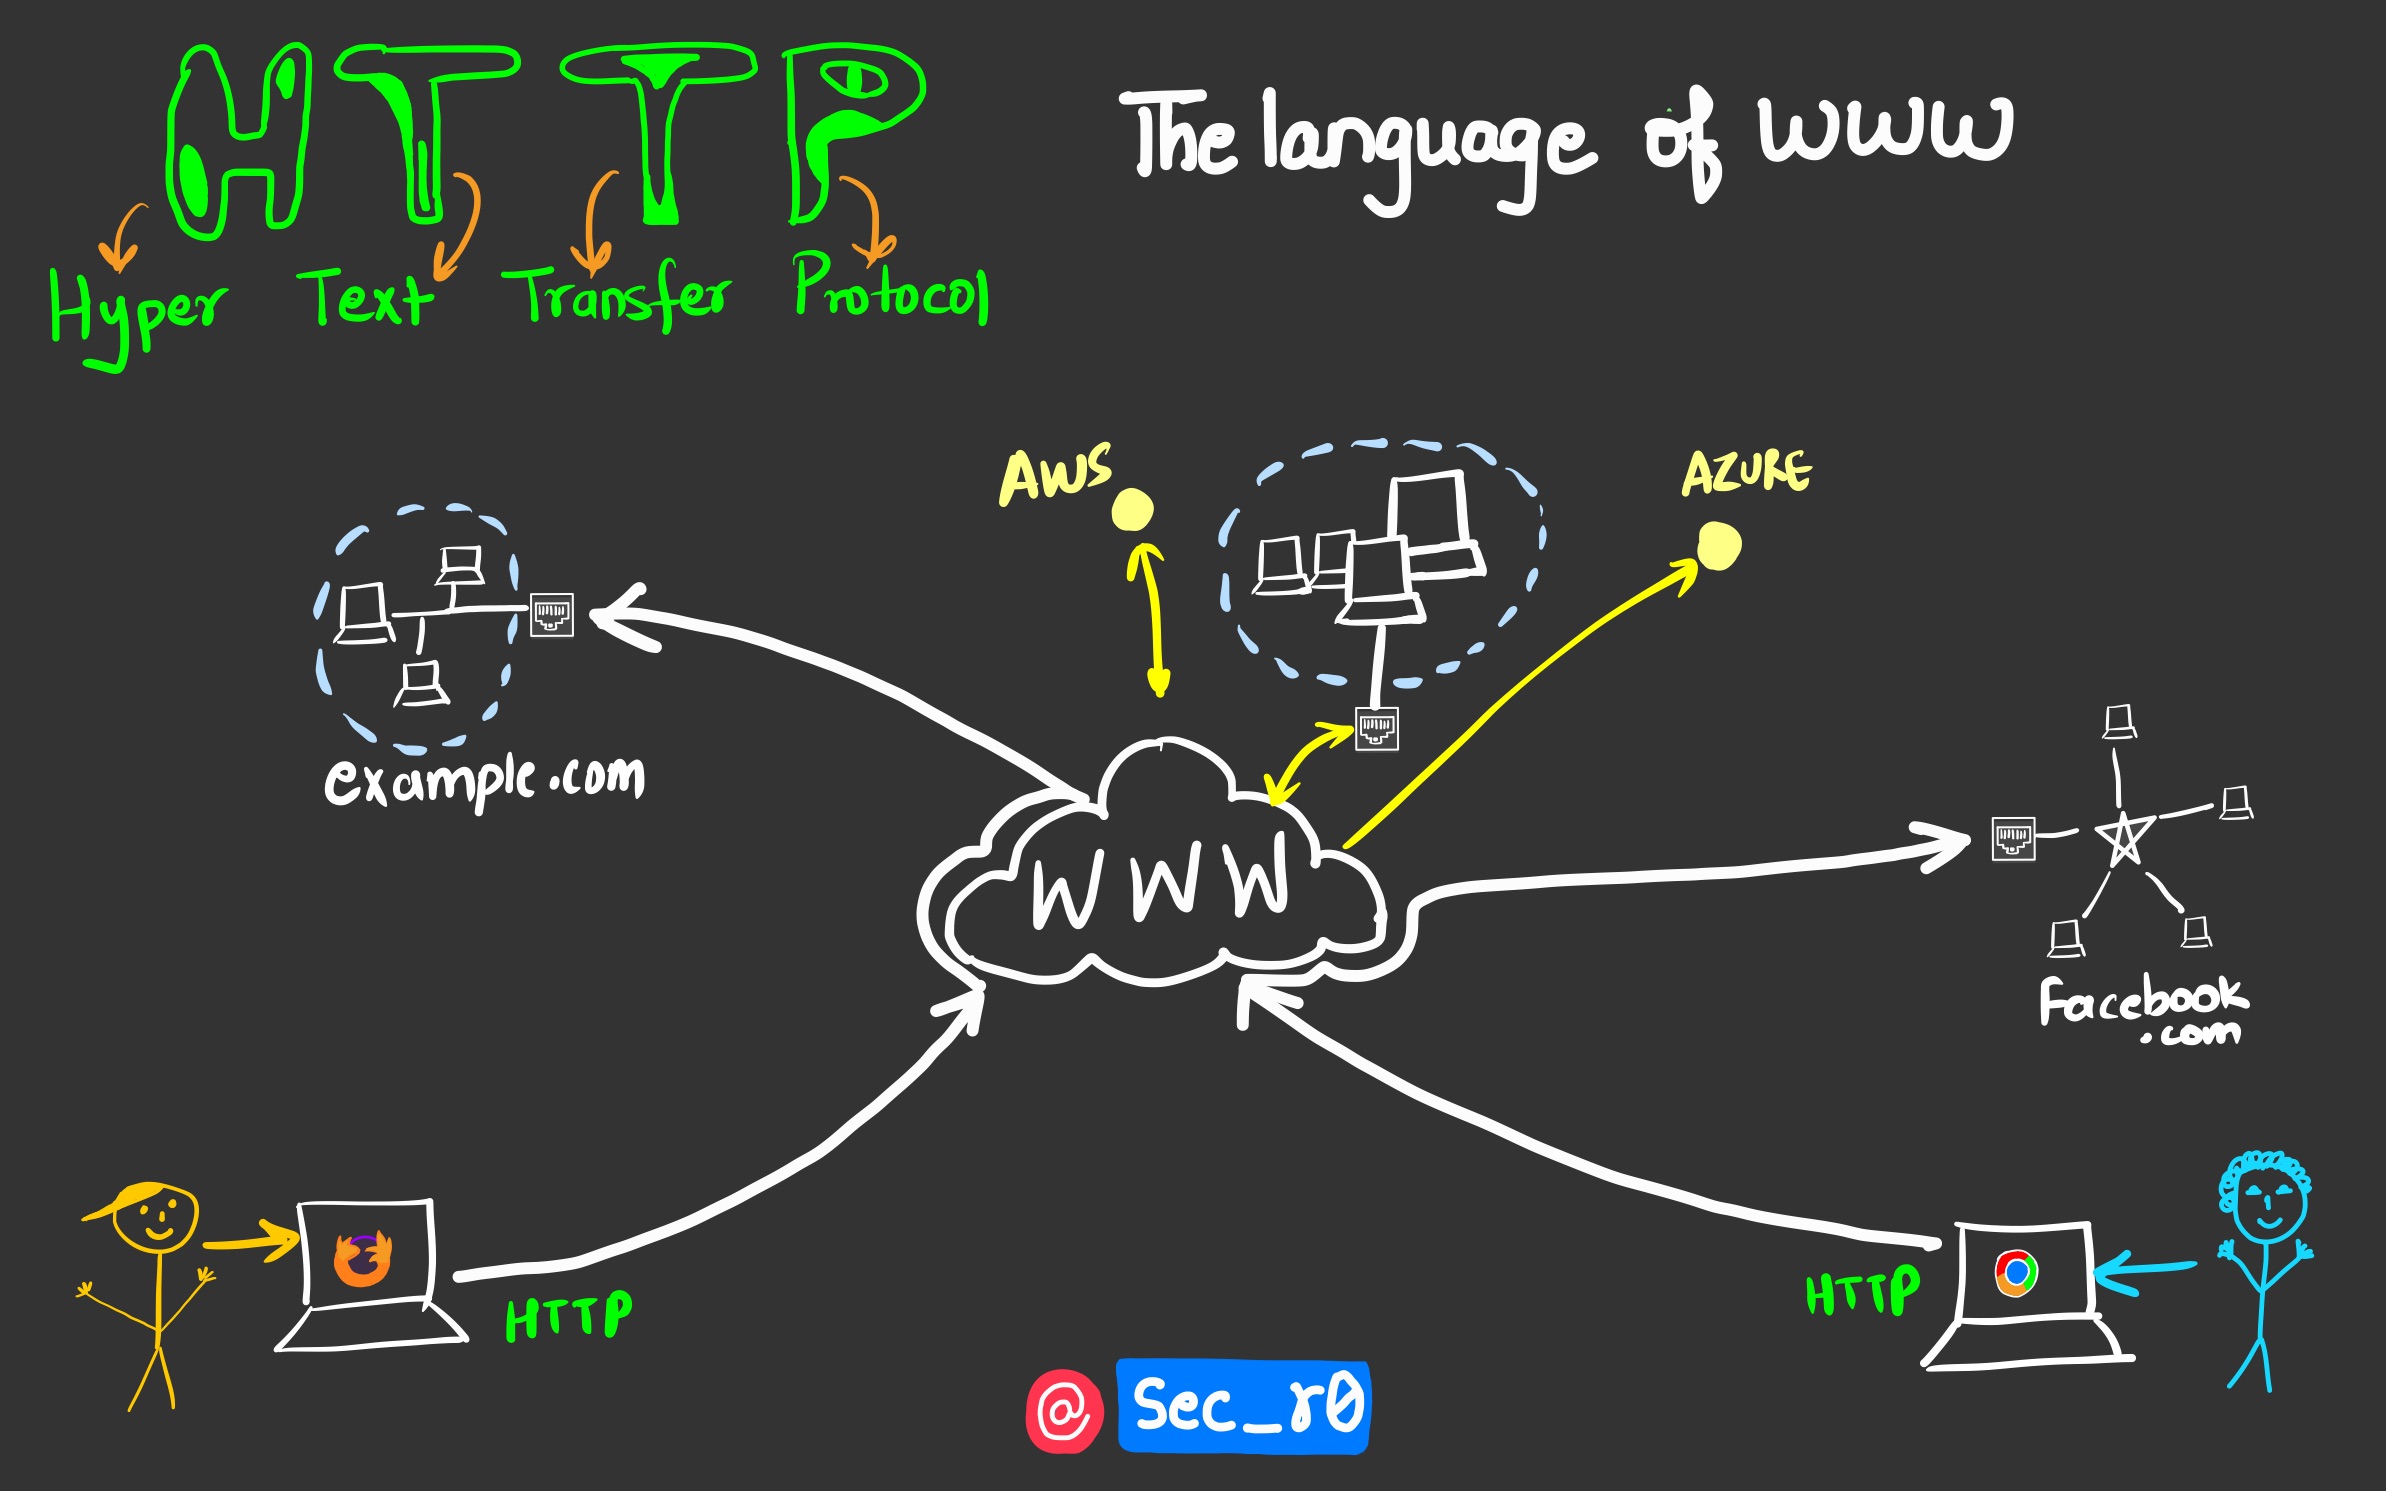 HTTP
The language of WWW
Hyper Text Transfer Protocol
AWS
AZURE
example.com
WWW
Facebook
.com
HTTP
HTTP
@ Sec_r0